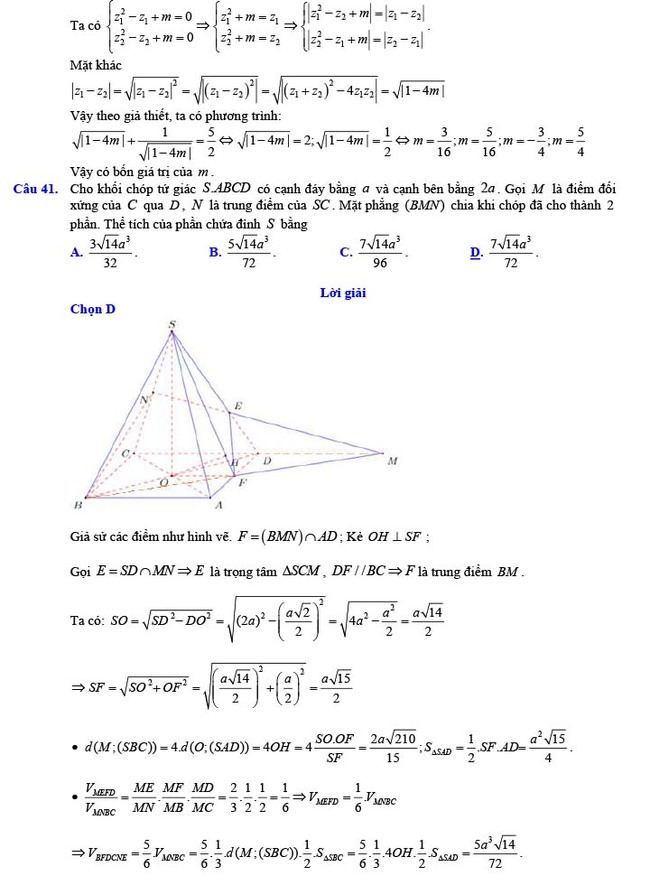 Ta có { z₁² − z₁ + m = 0 ; z₂² − z₂ + m = 0 ⇒ { z₁² + m = z₁ ; z₂² + m = z₂ ⇒ { |z₁² − z₂ + m| = |z₁ − z₂| ; |z₂² − z₁ + m| = |z₂ − z₁| .
Mặt khác
|z₁ − z₂| = √(|z₁ − z₂|²) = √(|(z₁ − z₂)²|) = √(|(z₁ + z₂)² − 4z₁z₂|) = √(|1 − 4m|)
Vậy theo giả thiết, ta có phương trình:
√(|1 − 4m|) + 1/√(|1 − 4m|) = 5/2 ⇔ √(|1 − 4m|) = 2; √(|1 − 4m|) = 1/2 ⇔ m = 3/16; m = 5/16; m = −3/4; m = 5/4
Vậy có bốn giá trị của m .
Câu 41. Cho khối chóp tứ giác S.ABCD có cạnh đáy bằng a và cạnh bên bằng 2a. Gọi M là điểm đối
xứng của C qua D, N là trung điểm của SC. Mặt phẳng (BMN) chia khi chóp đã cho thành 2
phần. Thể tích của phần chứa đỉnh S bằng
A. 3√14a³/32 . B. 5√14a³/72 . C. 7√14a³/96 . D. 7√14a³/72 .
Lời giải
Chọn D
S
N
E
C
H
D
M
O
F
B
A
Giả sử các điểm như hình vẽ. F = (BMN) ∩ AD; Kẻ OH ⊥ SF ;
Gọi E = SD ∩ MN ⇒ E là trọng tâm ΔSCM , DF // BC ⇒ F là trung điểm BM .
Ta có: SO = √(SD² − DO²) = √((2a)² − (a√2/2)²) = √(4a² − a²/2) = a√14/2
⇒ SF = √(SO² + OF²) = √((a√14/2)² + (a/2)²) = a√15/2
• d(M;(SBC)) = 4.d(O;(SAD)) = 4OH = 4 SO.OF/SF = 2a√210/15 ; S_ΔSAD = 1/2 .SF.AD = a²√15/4 .
• V_MEFD/V_MNBC = ME/MN . MF/MB . MD/MC = 2/3 . 1/2 . 1/2 = 1/6 ⇒ V_MEFD = 1/6 .V_MNBC
⇒ V_BFDCNE = 5/6 .V_MNBC = 5/6 . 1/3 .d(M;(SBC)). 1/2 .S_ΔSBC = 5/6 . 1/3 .4OH. 1/2 .S_ΔSAD = 5a³√14/72 .